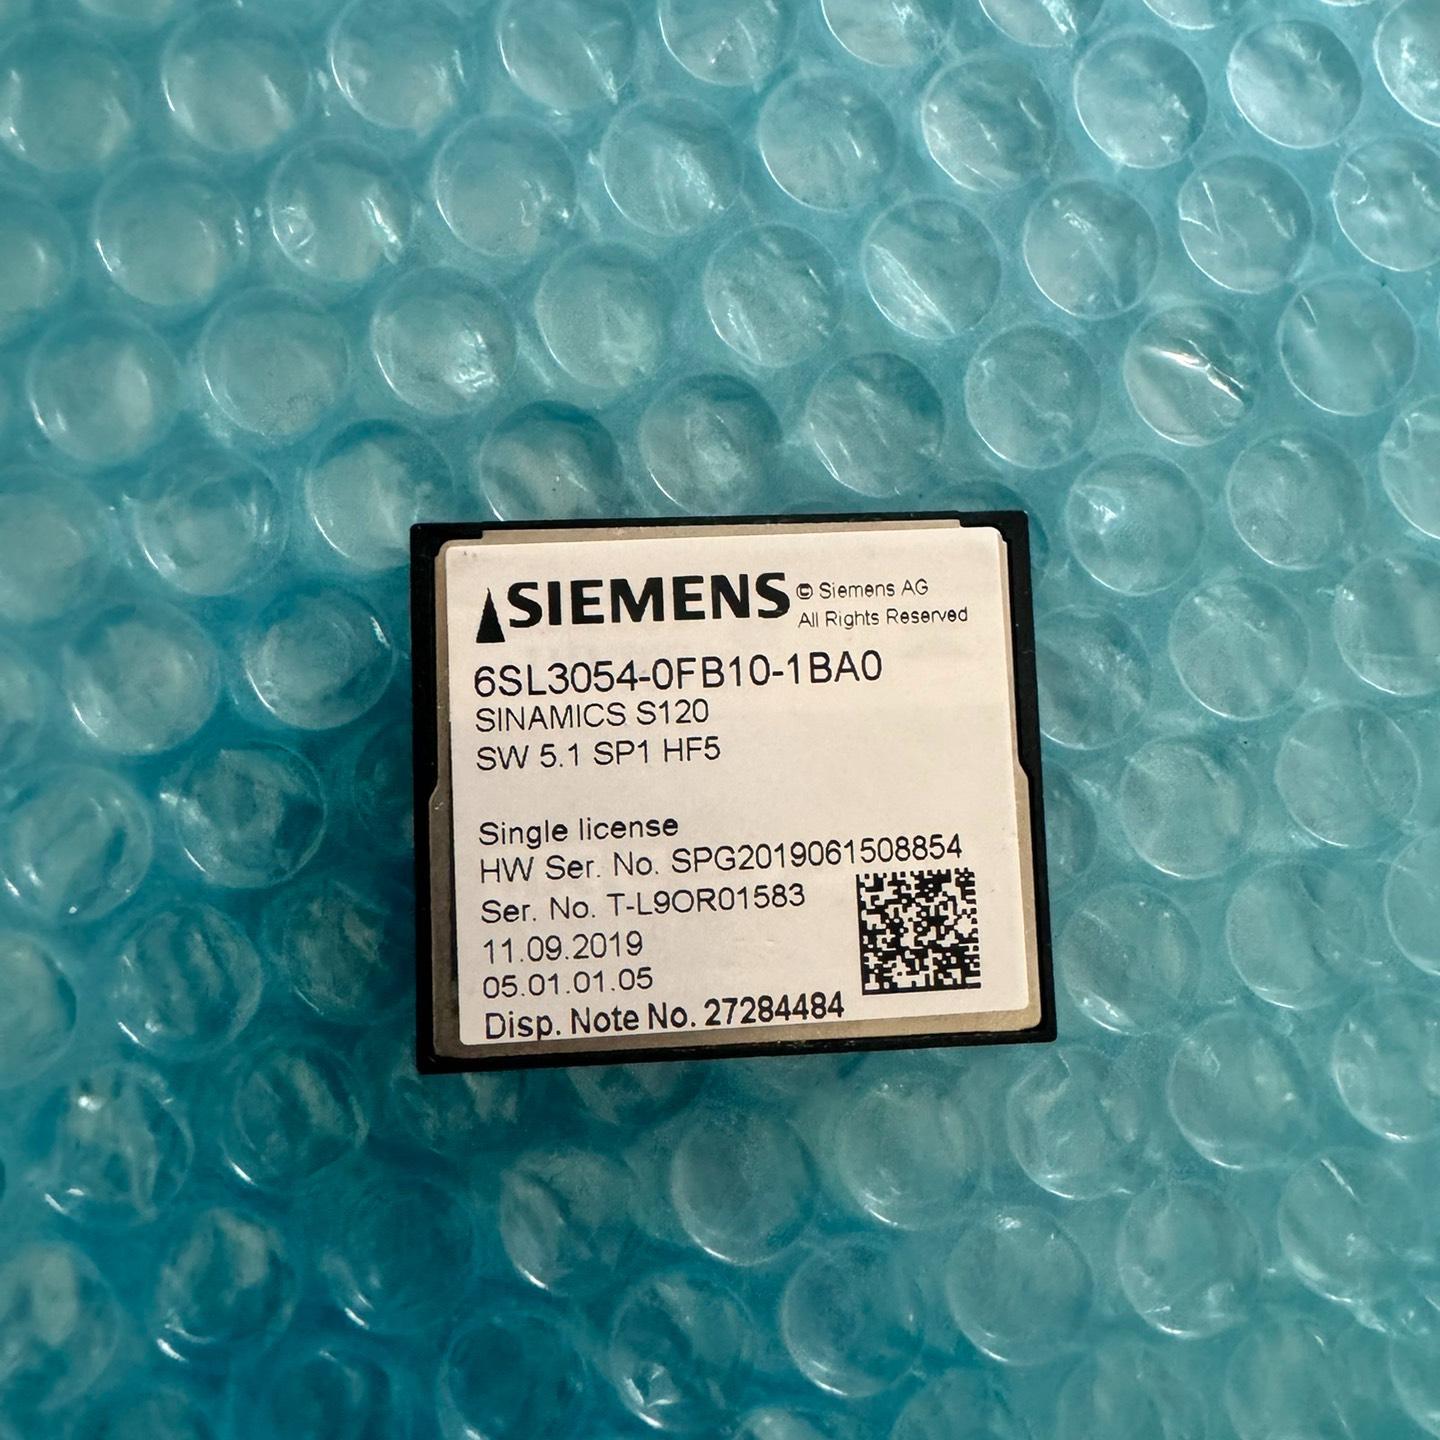 SIEMENS © Siemens AG
All Rights Reserved
6SL3054-0FB10-1BA0
SINAMICS S120
SW 5.1 SP1 HF5
Single license
HW Ser. No. SPG2019061508854
Ser. No. T-L9OR01583
11.09.2019
05.01.01.05
Disp. Note No. 27284484